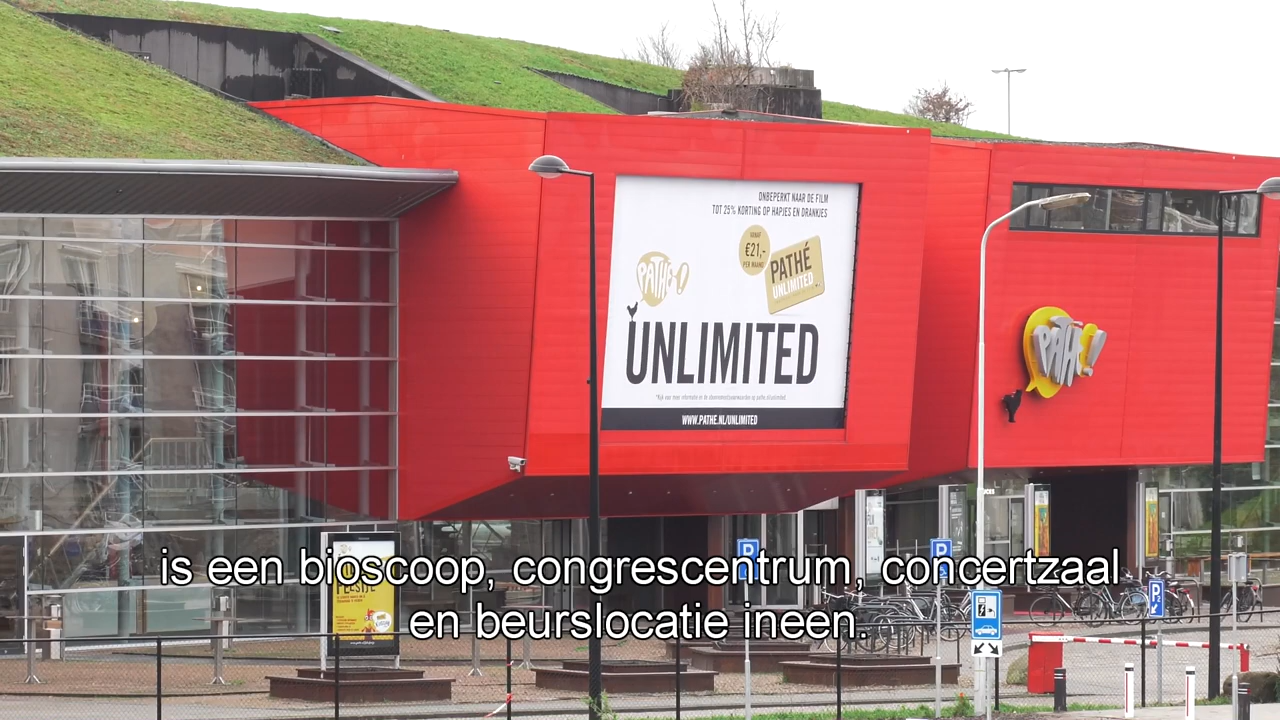 ONBEPERKT NAAR DE FILM
TOT 25% KORTING OP HAPJES EN DRANKJES
VANAF
€21,-
PER MAAND
PATHÉ
UNLIMITED
PATHÉ!
UNLIMITED
WWW.PATHE.NL/UNLIMITED
PATHÉ!
P
P
P
is een bioscoop, congrescentrum, concertzaal
en beurslocatie ineen.